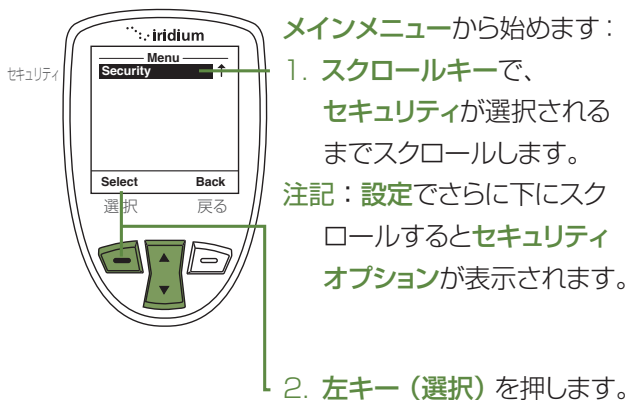 iridium
Menu
セキュリティ
Security ↑
Select Back
選択 戻る
メインメニューから始めます：
1. スクロールキーで、
セキュリティが選択される
までスクロールします。
注記：設定でさらに下にスク
ロールするとセキュリティ
オプションが表示されます。
2. 左キー（選択）を押します。